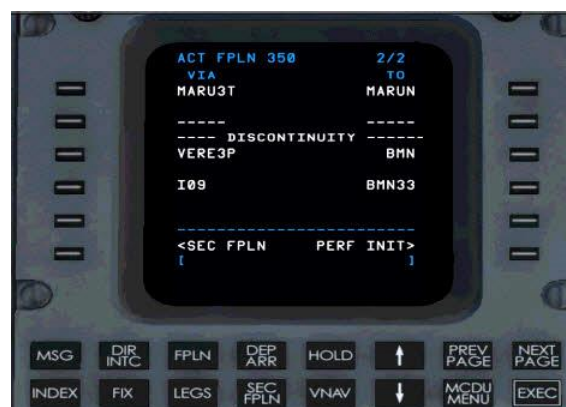 ACT FPLN 350 2/2
VIA TO
MARU3T MARUN
----- -----
---- DISCONTINUITY ------
VERE3P BMN
I09 BMN33
------------------------
<SEC FPLN PERF INIT>
[ ]
MSG DIR INTC FPLN DEP ARR HOLD ↑ PREV PAGE NEXT PAGE
INDEX FIX LEGS SEC FPLN VNAV ↓ MCDU MENU EXEC